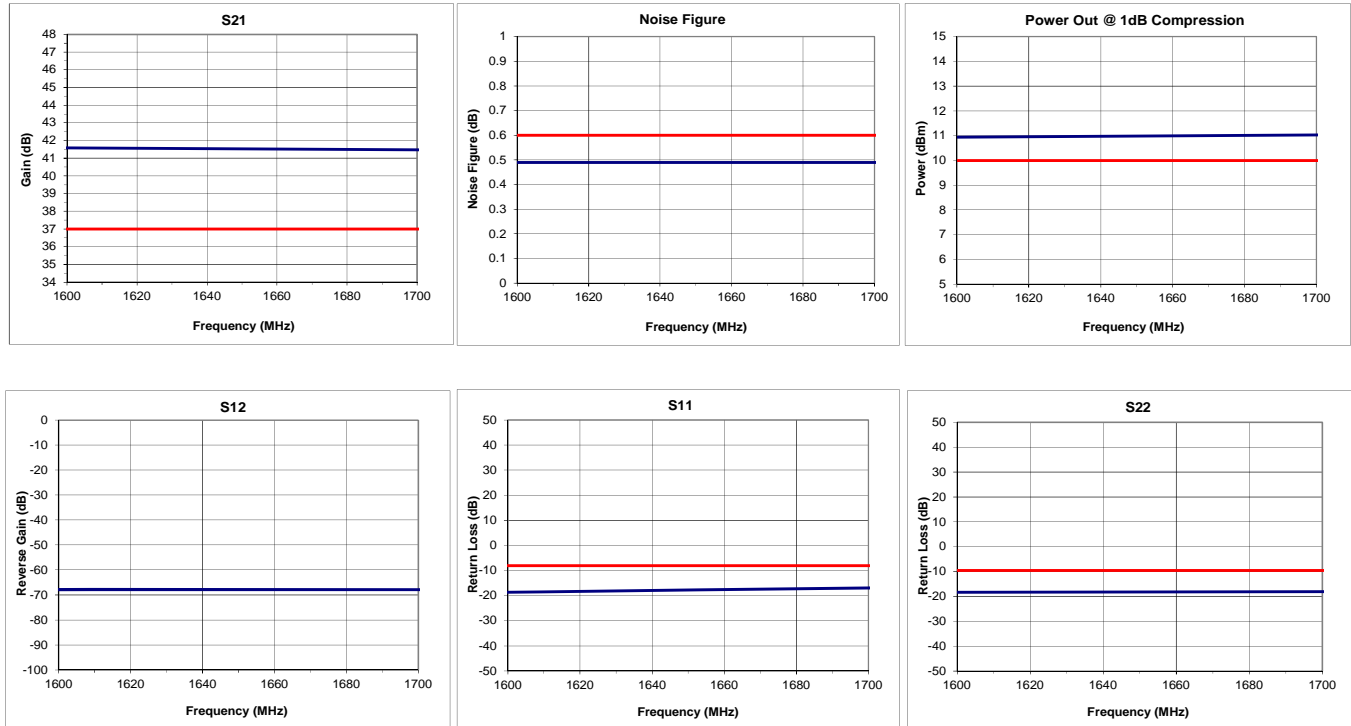 S21
Gain (dB)
48
47
46
45
44
43
42
41
40
39
38
37
36
35
34
1600 1620 1640 1660 1680 1700
Frequency (MHz)
Noise Figure
Noise Figure (dB)
1
0.9
0.8
0.7
0.6
0.5
0.4
0.3
0.2
0.1
0
1600 1620 1640 1660 1680 1700
Frequency (MHz)
Power Out @ 1dB Compression
Power (dBm)
15
14
13
12
11
10
9
8
7
6
5
1600 1620 1640 1660 1680 1700
Frequency (MHz)
S12
Reverse Gain (dB)
0
-10
-20
-30
-40
-50
-60
-70
-80
-90
-100
1600 1620 1640 1660 1680 1700
Frequency (MHz)
S11
Return Loss (dB)
50
40
30
20
10
0
-10
-20
-30
-40
-50
1600 1620 1640 1660 1680 1700
Frequency (MHz)
S22
Return Loss (dB)
50
40
30
20
10
0
-10
-20
-30
-40
-50
1600 1620 1640 1660 1680 1700
Frequency (MHz)